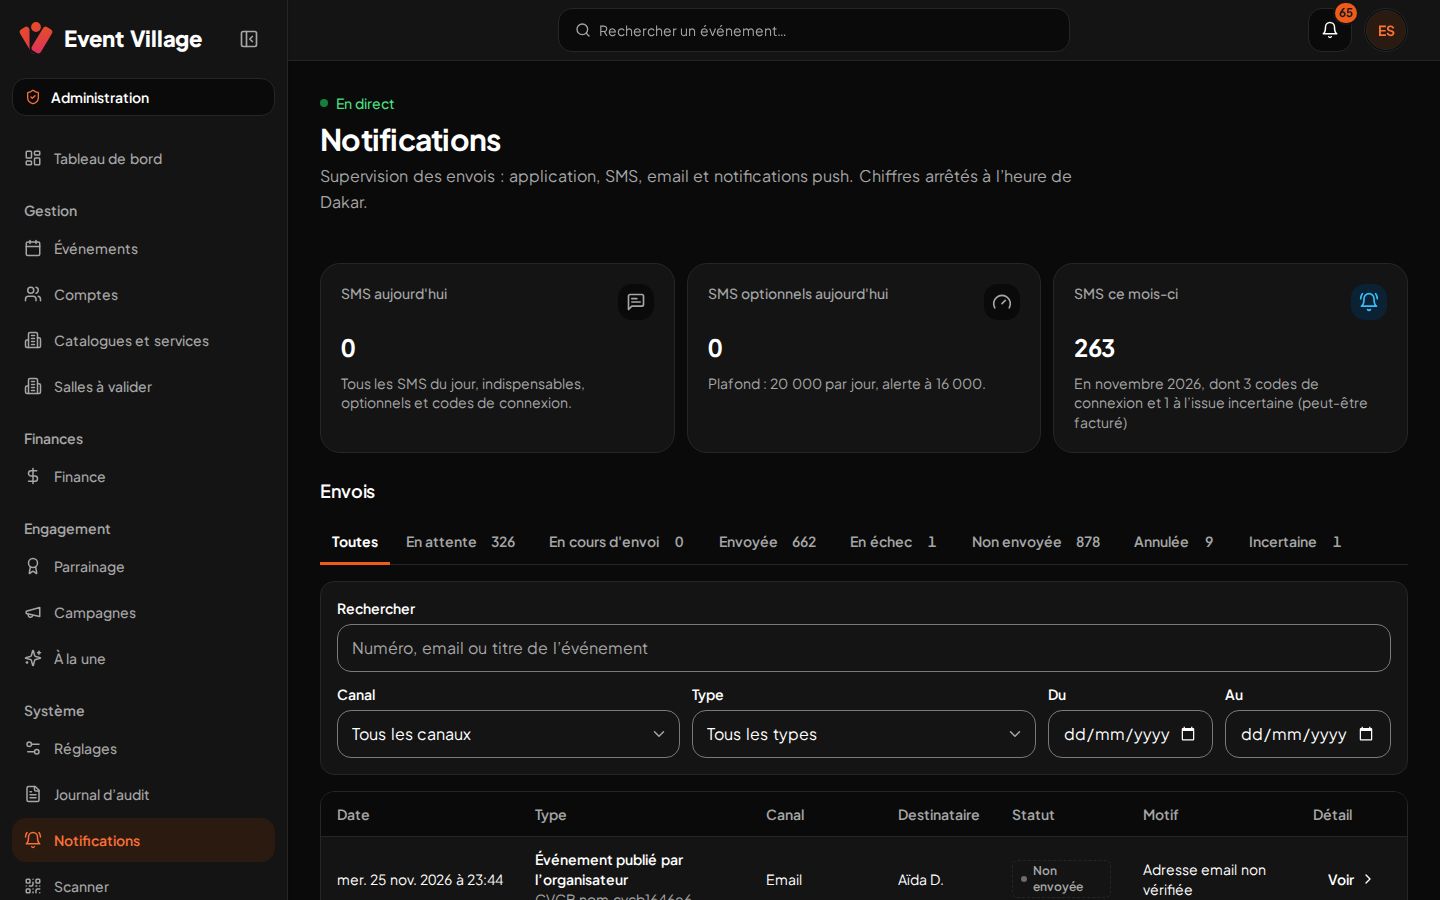 Event Village
Rechercher un événement...
65
ES
Administration
Tableau de bord
Gestion
Événements
Comptes
Catalogues et services
Salles à valider
Finances
Finance
Engagement
Parrainage
Campagnes
À la une
Système
Réglages
Journal d’audit
Notifications
Scanner
En direct
Notifications
Supervision des envois : application, SMS, email et notifications push. Chiffres arrêtés à l’heure de
Dakar.
SMS aujourd'hui
0
Tous les SMS du jour, indispensables,
optionnels et codes de connexion.
SMS optionnels aujourd'hui
0
Plafond : 20 000 par jour, alerte à 16 000.
SMS ce mois-ci
263
En novembre 2026, dont 3 codes de
connexion et 1 à l’issue incertaine (peut-être
facturé)
Envois
Toutes En attente 326 En cours d'envoi 0 Envoyée 662 En échec 1 Non envoyée 878 Annulée 9 Incertaine 1
Rechercher
Numéro, email ou titre de l’événement
Canal Type Du Au
Tous les canaux Tous les types dd/mm/yyyy dd/mm/yyyy
Date Type Canal Destinataire Statut Motif Détail
mer. 25 nov. 2026 à 23:44
Événement publié par
l’organisateur
Email
Aïda D.
Non
envoyée
Adresse email non
vérifiée
Voir